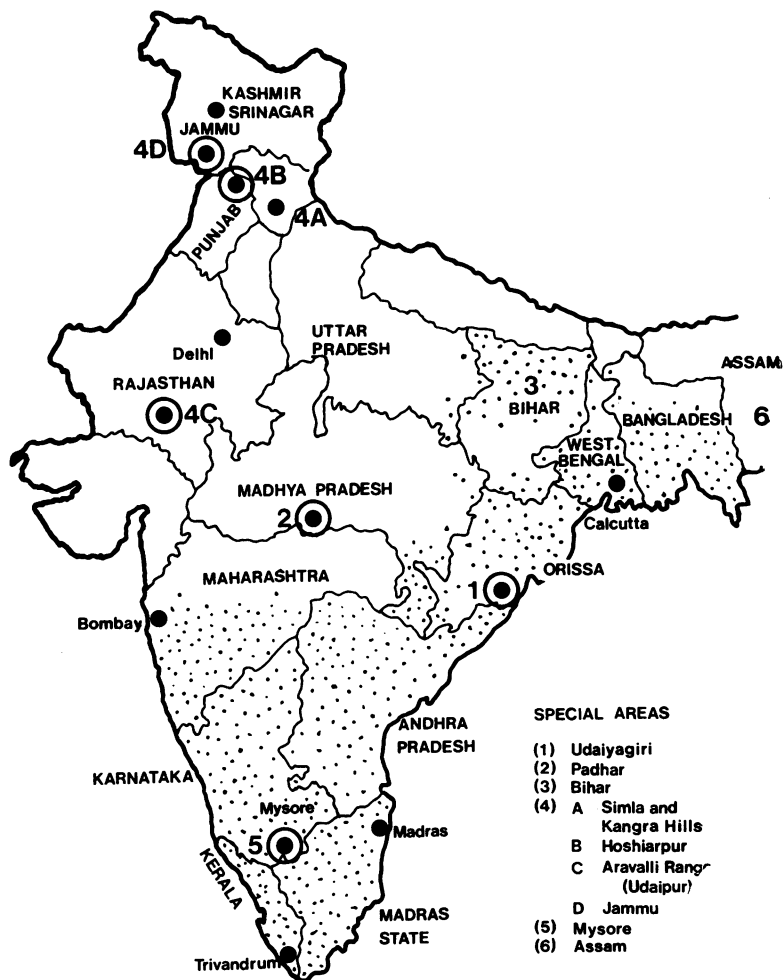 KASHMIR
SRINAGAR
JAMMU
4D
4B
4A
PUNJAB
Delhi
UTTAR
PRADESH
RAJASTHAN
4C
3
BIHAR
ASSAM
BANGLADESH
6
WEST
BENGAL
Calcutta
MADHYA PRADESH
2
MAHARASHTRA
ORISSA
1
Bombay
ANDHRA
PRADESH
KARNATAKA
Mysore
5
Madras
KERALA
MADRAS
STATE
Trivandrum
SPECIAL AREAS
(1) Udaiyagiri
(2) Padhar
(3) Bihar
(4) A Simla and
Kangra Hills
B Hoshiarpur
C Aravalli Range
(Udaipur)
D Jammu
(5) Mysore
(6) Assam